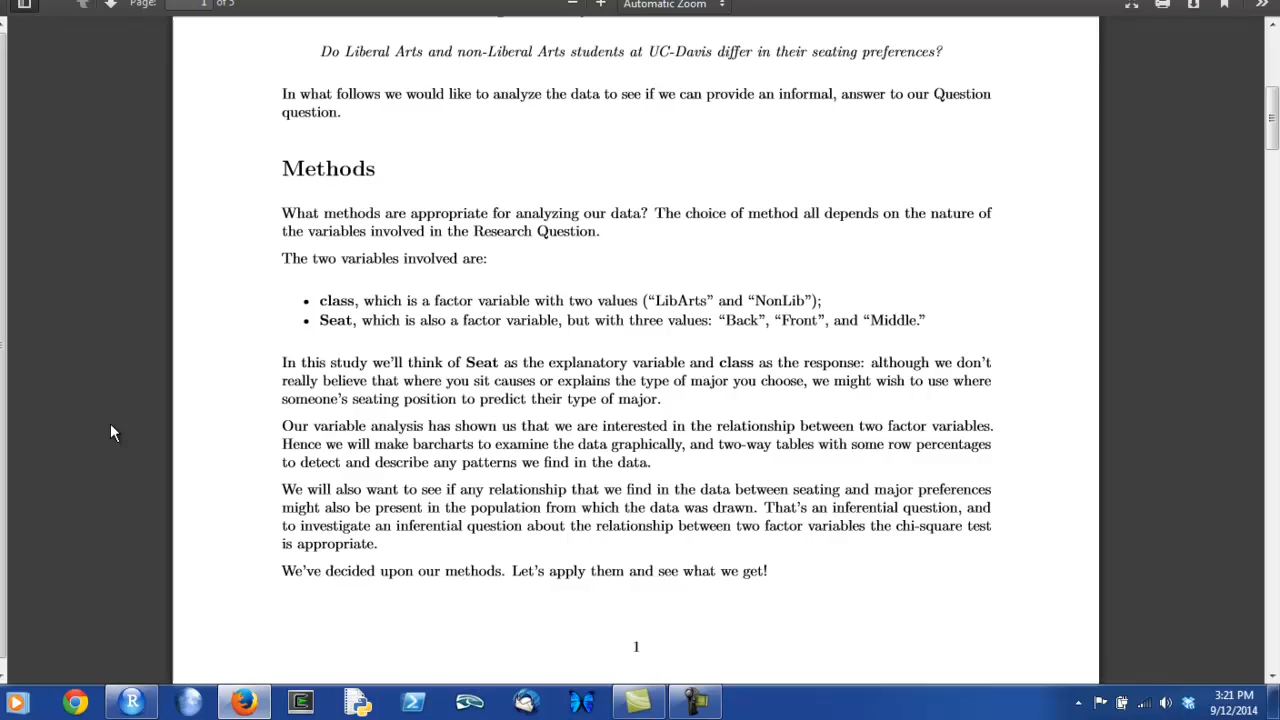 Page: 1 of 5 Automatic Zoom
Do Liberal Arts and non-Liberal Arts students at UC-Davis differ in their seating preferences?
In what follows we would like to analyze the data to see if we can provide an informal, answer to our Question
question.
Methods
What methods are appropriate for analyzing our data? The choice of method all depends on the nature of
the variables involved in the Research Question.
The two variables involved are:
• class, which is a factor variable with two values (“LibArts” and “NonLib”);
• Seat, which is also a factor variable, but with three values: “Back”, “Front”, and “Middle.”
In this study we’ll think of Seat as the explanatory variable and class as the response: although we don’t
really believe that where you sit causes or explains the type of major you choose, we might wish to use where
someone’s seating position to predict their type of major.
Our variable analysis has shown us that we are interested in the relationship between two factor variables.
Hence we will make barcharts to examine the data graphically, and two-way tables with some row percentages
to detect and describe any patterns we find in the data.
We will also want to see if any relationship that we find in the data between seating and major preferences
might also be present in the population from which the data was drawn. That’s an inferential question, and
to investigate an inferential question about the relationship between two factor variables the chi-square test
is appropriate.
We’ve decided upon our methods. Let’s apply them and see what we get!
1
3:21 PM
9/12/2014